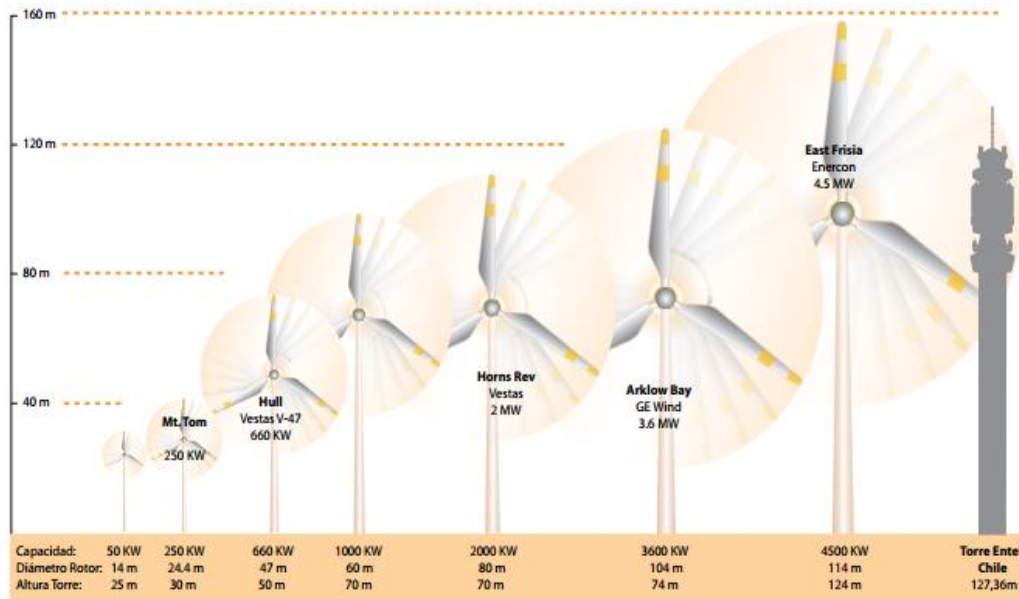 160 m
120 m
80 m
40 m
East Frisia
Enercon
4.5 MW
Horns Rev
Vestas
2 MW
Arklow Bay
GE Wind
3.6 MW
Hull
Vestas V-47
660 KW
Mt. Tom
250 KW
Capacidad: 50 KW 250 KW 660 KW 1000 KW 2000 KW 3600 KW 4500 KW Torre Entel
Diámetro Rotor: 14 m 24.4 m 47 m 60 m 80 m 104 m 114 m Chile
Altura Torre: 25 m 30 m 50 m 70 m 70 m 74 m 124 m 127,36m